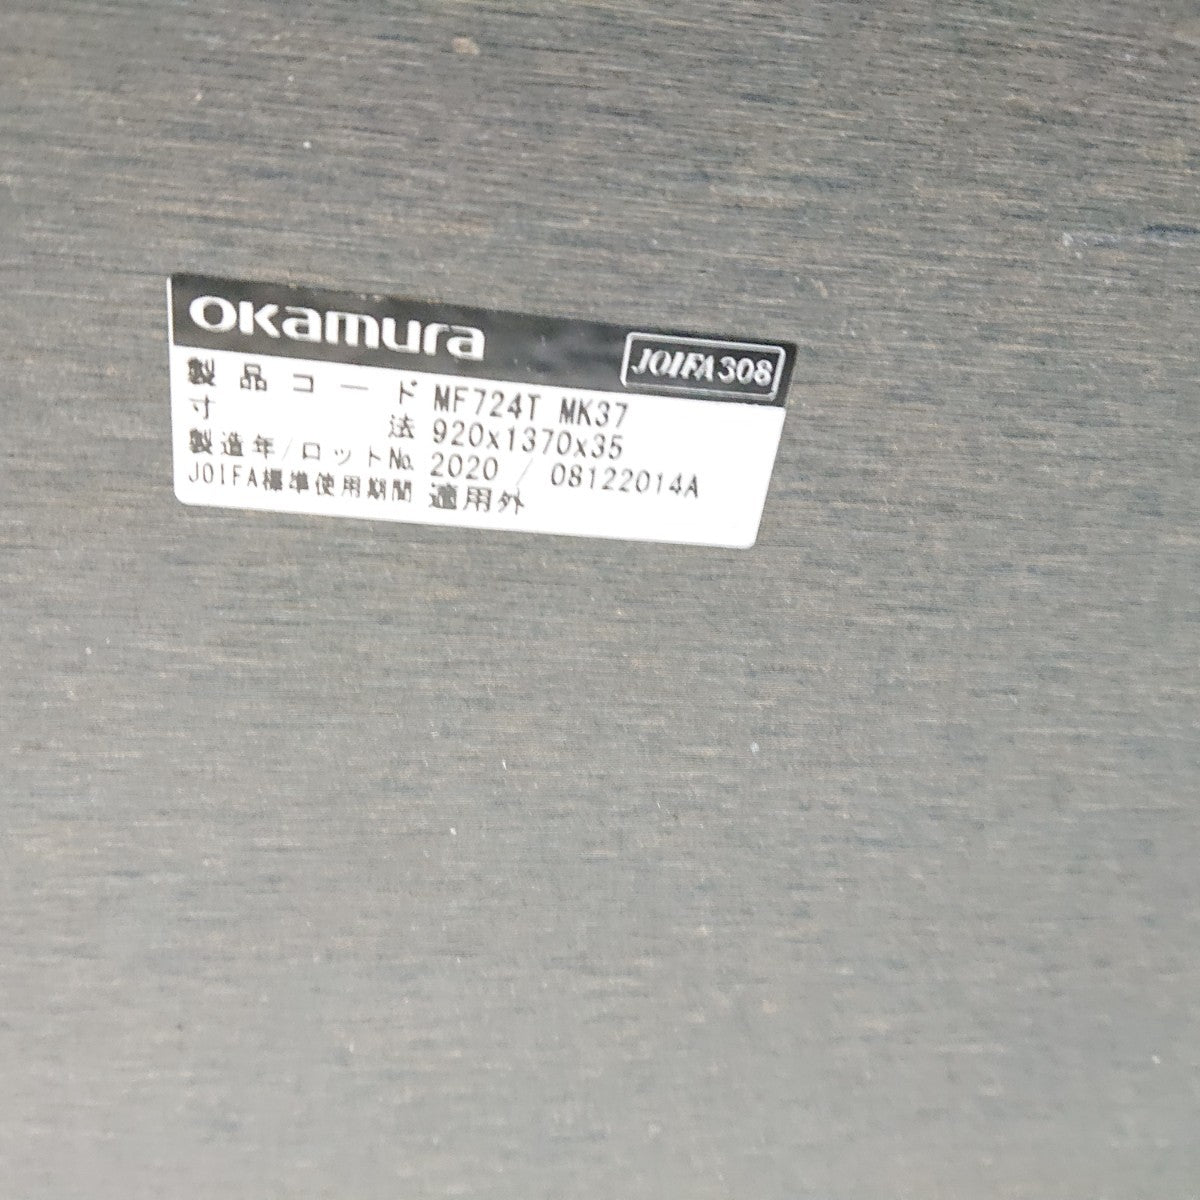 okamura JOIFA308
製品コード MF724T MK37
寸法 920x1370x35
製造年/ロットNo. 2020 / 08122014A
JOIFA標準使用期間 適用外